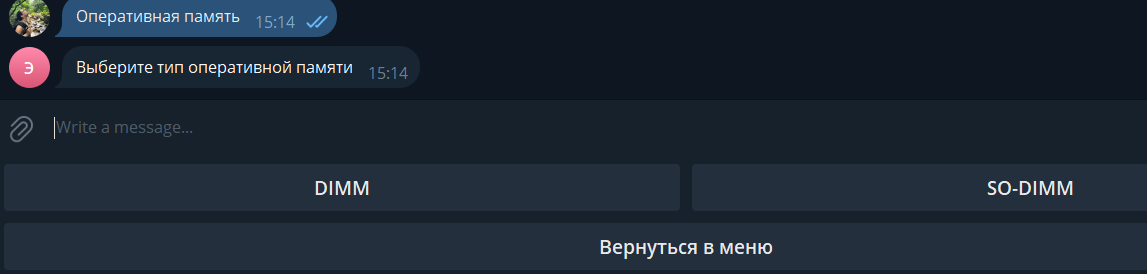 Оперативная память 15:14
Э
Выберите тип оперативной памяти 15:14
Write a message...
DIMM SO-DIMM
Вернуться в меню